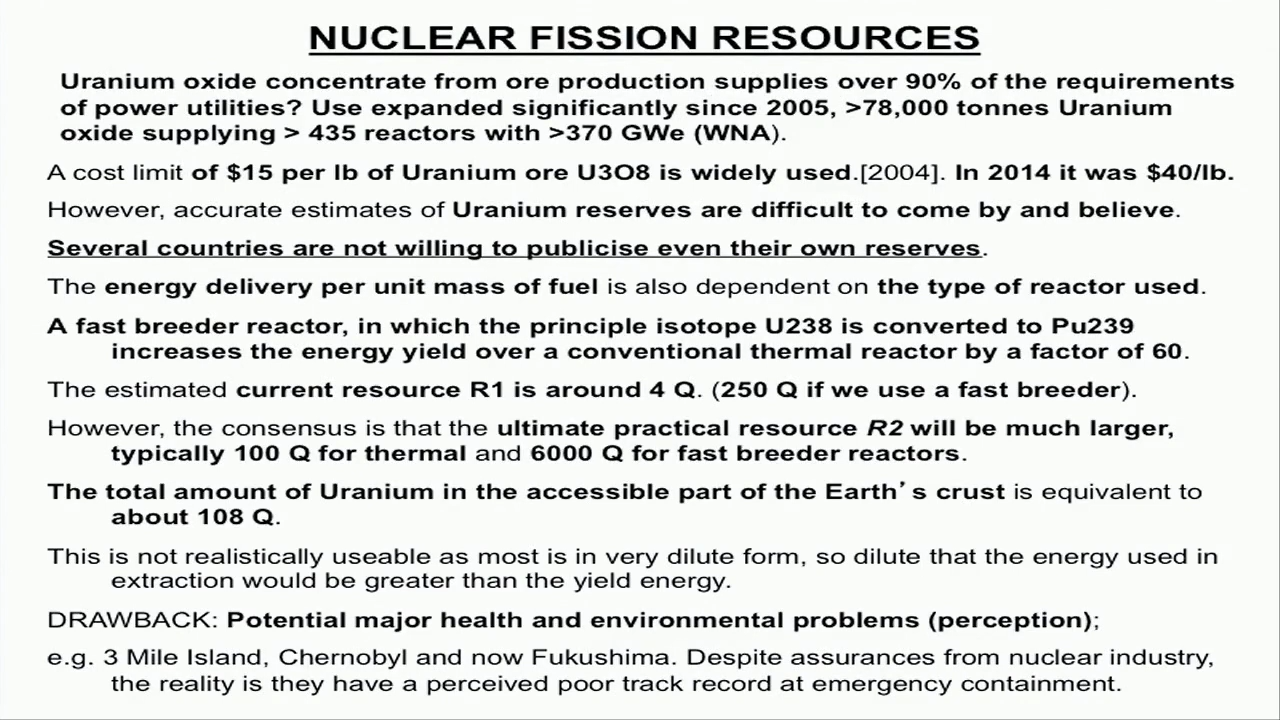 NUCLEAR FISSION RESOURCES
Uranium oxide concentrate from ore production supplies over 90% of the requirements
of power utilities? Use expanded significantly since 2005, >78,000 tonnes Uranium
oxide supplying > 435 reactors with >370 GWe (WNA).
A cost limit of $15 per lb of Uranium ore U3O8 is widely used.[2004]. In 2014 it was $40/lb.
However, accurate estimates of Uranium reserves are difficult to come by and believe.
Several countries are not willing to publicise even their own reserves.
The energy delivery per unit mass of fuel is also dependent on the type of reactor used.
A fast breeder reactor, in which the principle isotope U238 is converted to Pu239
increases the energy yield over a conventional thermal reactor by a factor of 60.
The estimated current resource R1 is around 4 Q. (250 Q if we use a fast breeder).
However, the consensus is that the ultimate practical resource R2 will be much larger,
typically 100 Q for thermal and 6000 Q for fast breeder reactors.
The total amount of Uranium in the accessible part of the Earth’s crust is equivalent to
about 108 Q.
This is not realistically useable as most is in very dilute form, so dilute that the energy used in
extraction would be greater than the yield energy.
DRAWBACK: Potential major health and environmental problems (perception);
e.g. 3 Mile Island, Chernobyl and now Fukushima. Despite assurances from nuclear industry,
the reality is they have a perceived poor track record at emergency containment.